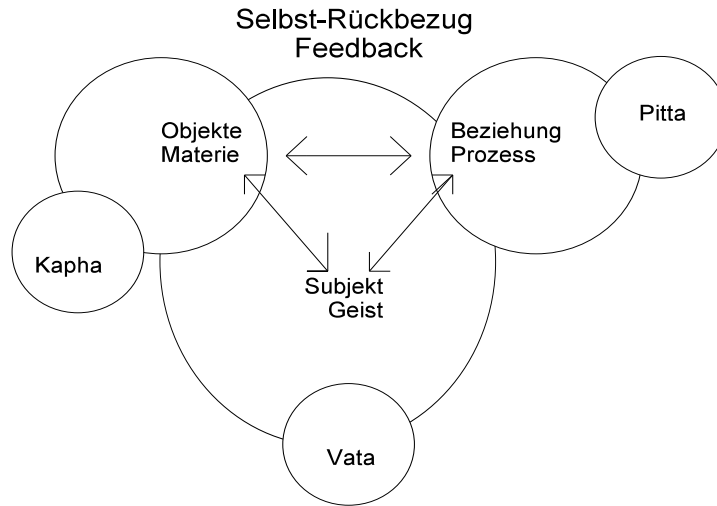 Selbst-Rückbezug
Feedback
Objekte
Materie
Beziehung
Prozess
Pitta
Kapha
Subjekt
Geist
Vata